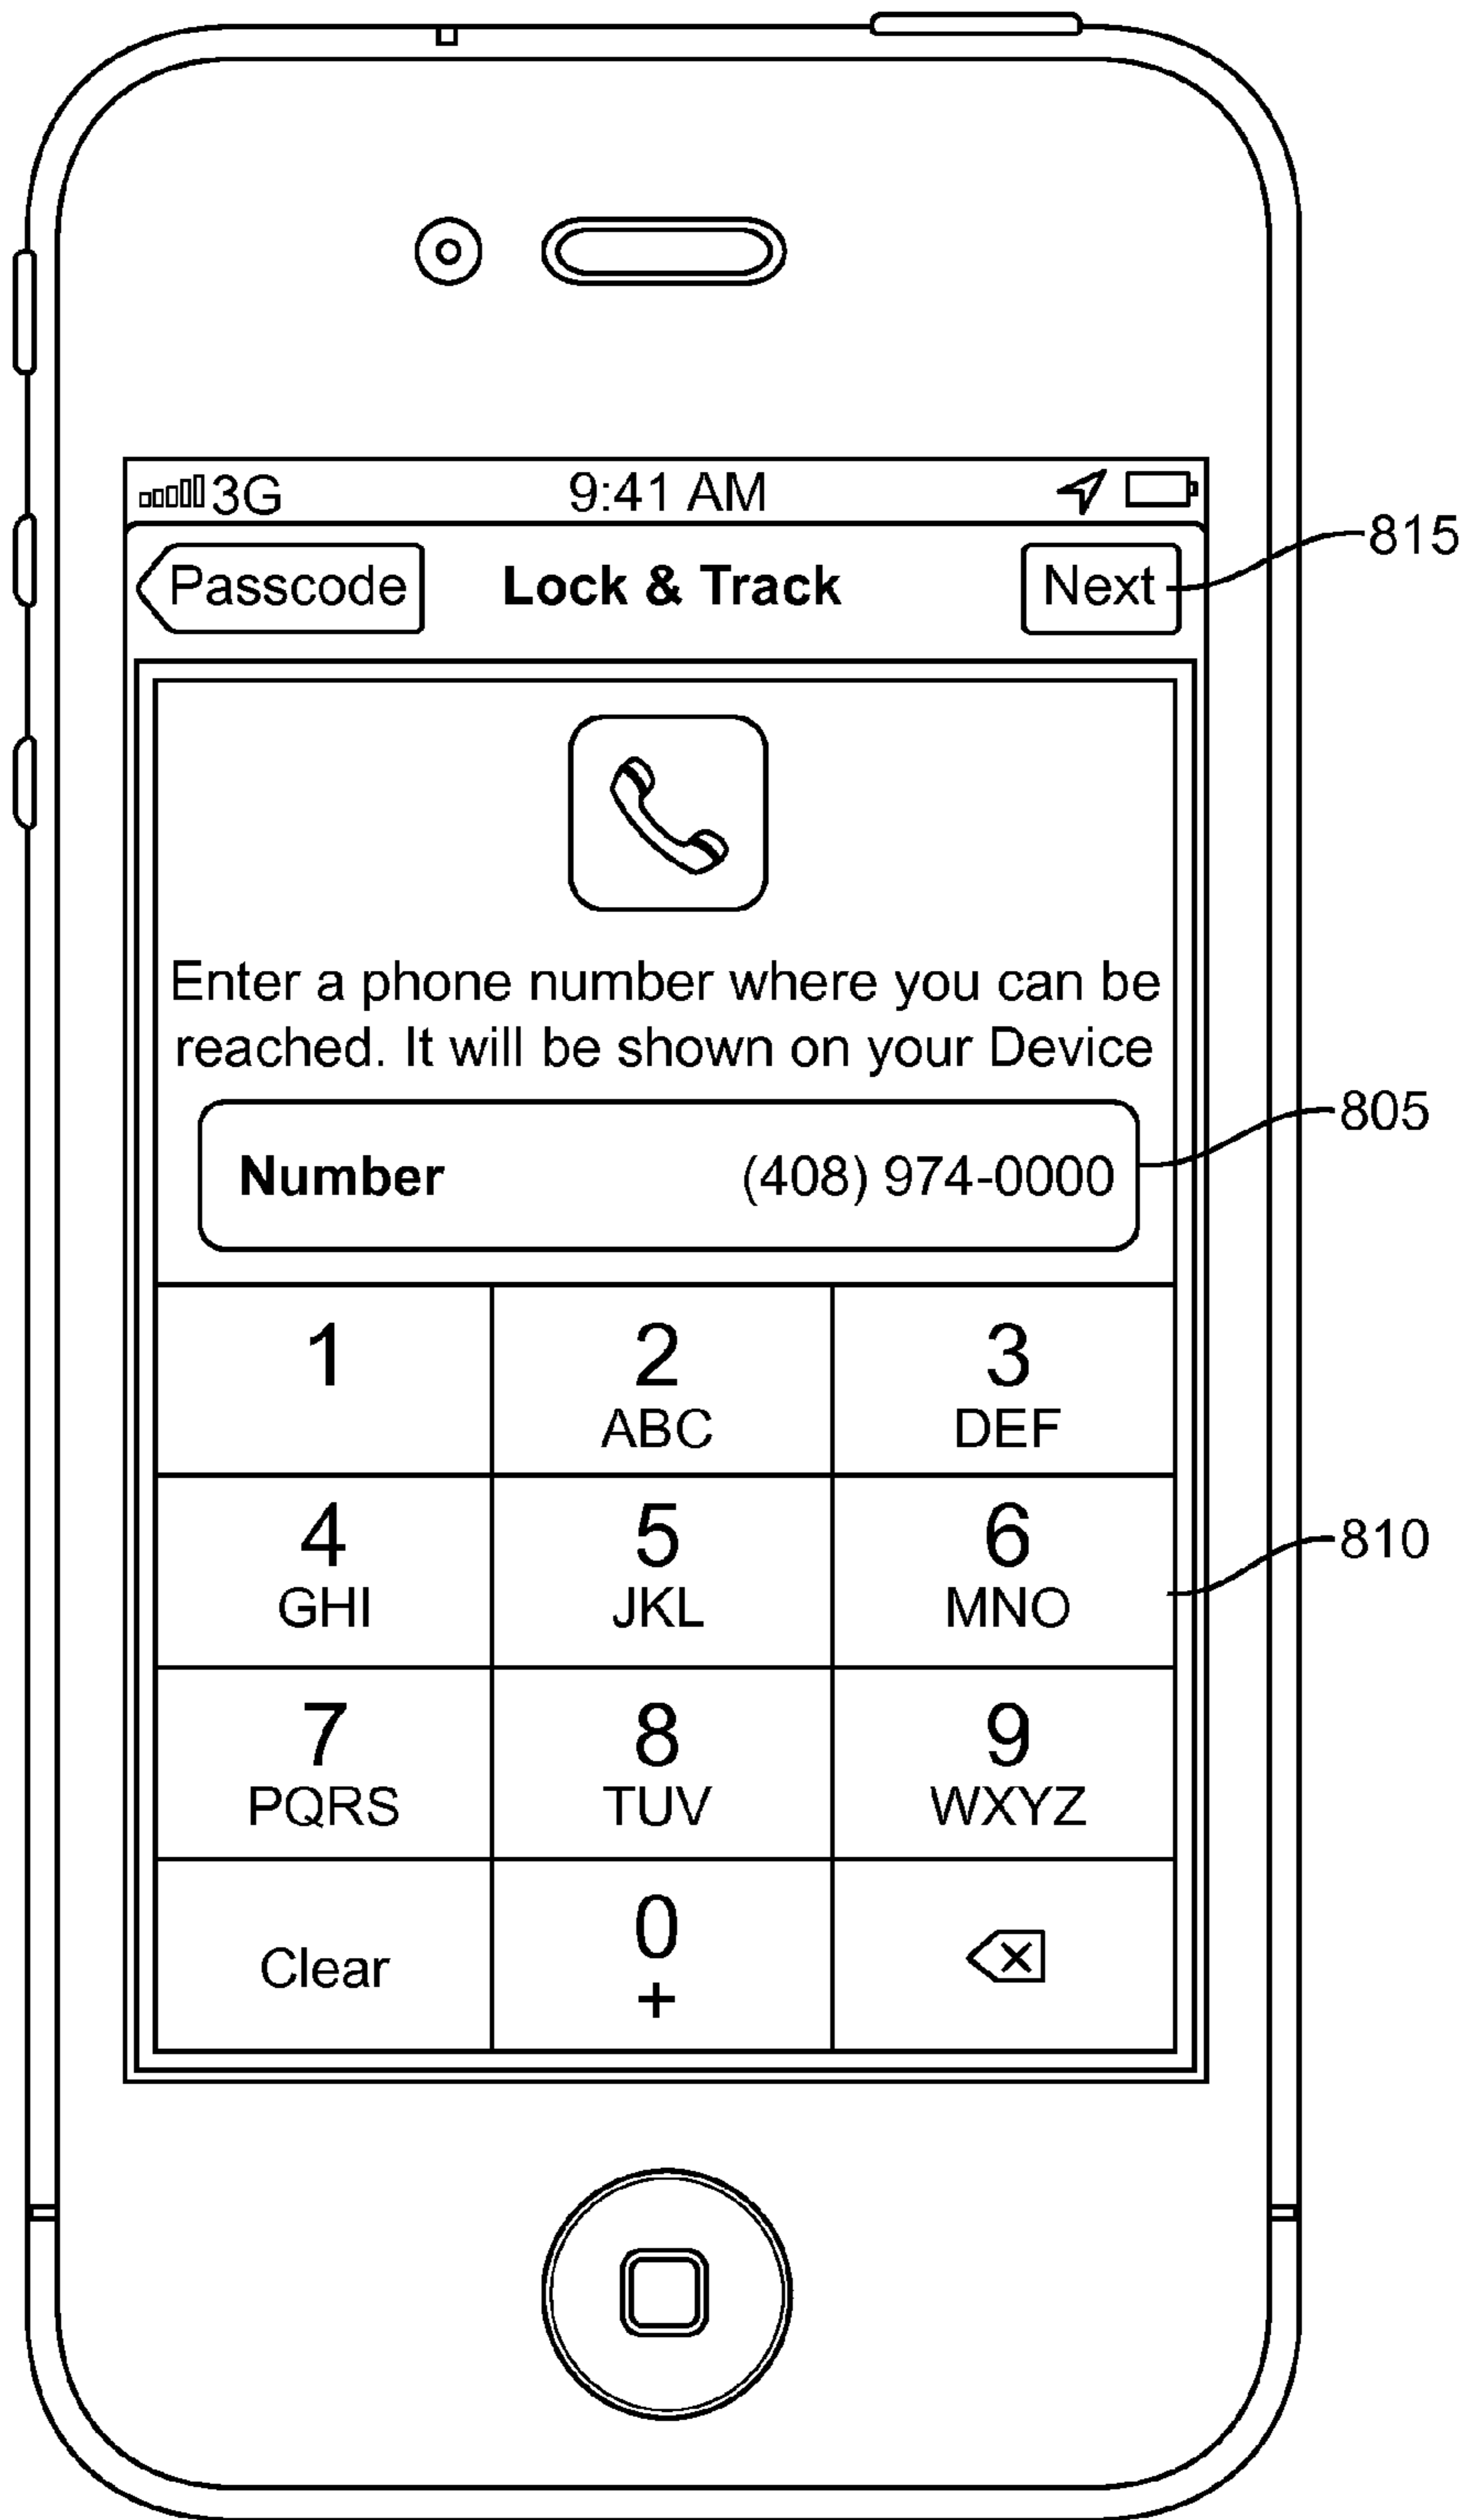 3G 9:41 AM
Passcode Lock & Track Next
815
Enter a phone number where you can be
reached. It will be shown on your Device
805
Number (408) 974-0000
1 2 3
ABC DEF
4 5 6
810
GHI JKL MNO
7 8 9
PQRS TUV WXYZ
Clear 0
+